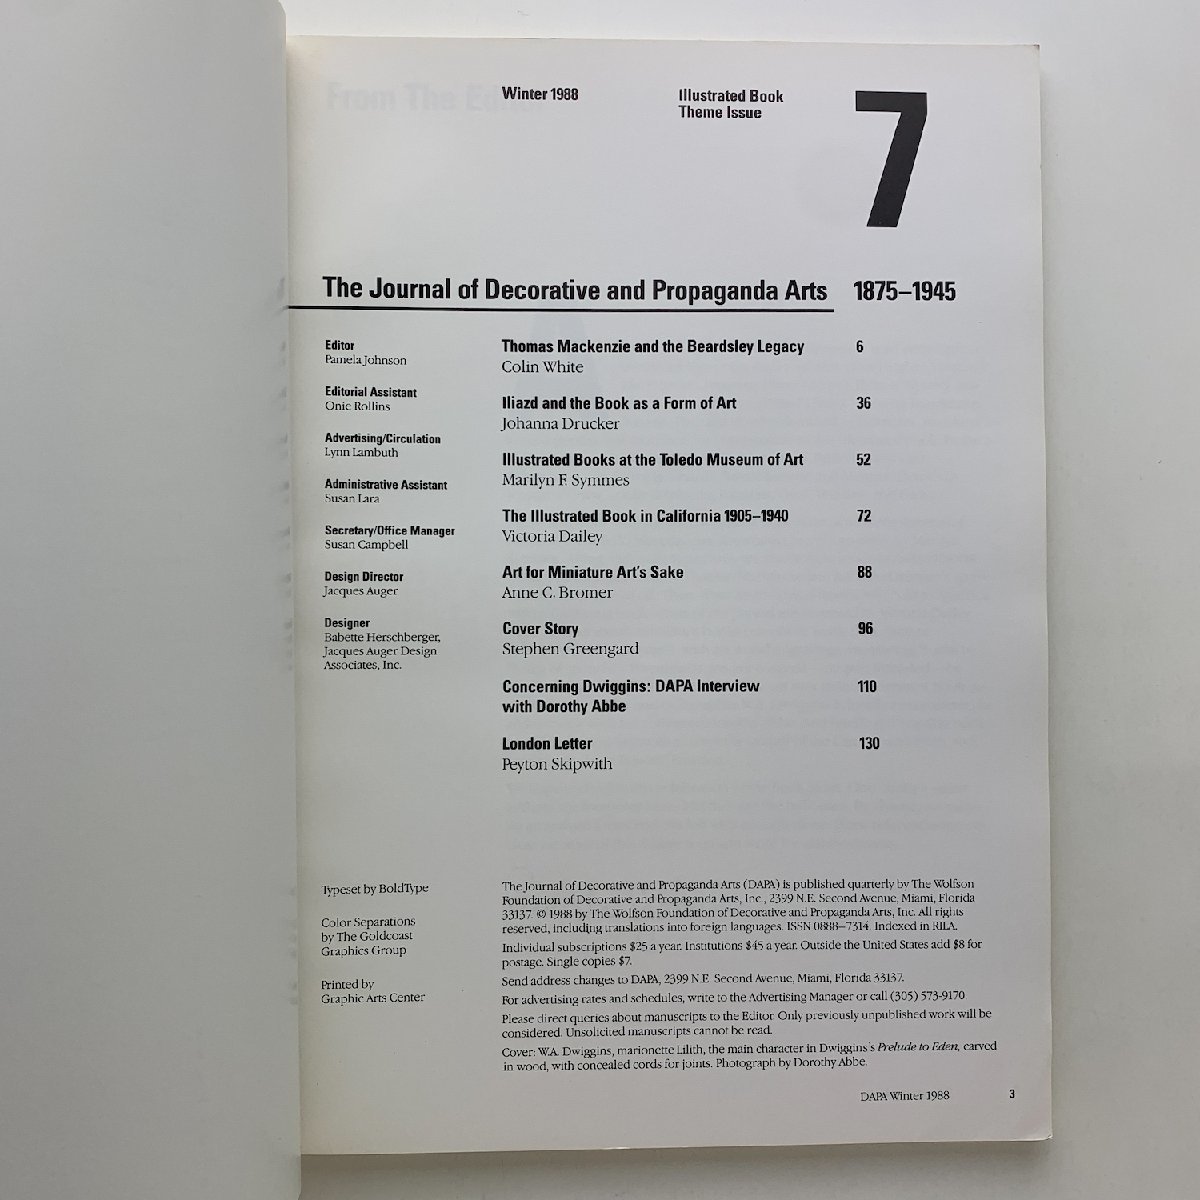 Winter 1988
Illustrated Book
Theme Issue
7
The Journal of Decorative and Propaganda Arts 1875–1945
Editor
Pamela Johnson
Editorial Assistant
Onie Rollins
Advertising/Circulation
Lynn Lambuth
Administrative Assistant
Susan Lara
Secretary/Office Manager
Susan Campbell
Design Director
Jacques Auger
Designer
Babette Herschberger,
Jacques Auger Design
Associates, Inc.
Thomas Mackenzie and the Beardsley Legacy 6
Colin White
Iliazd and the Book as a Form of Art 36
Johanna Drucker
Illustrated Books at the Toledo Museum of Art 52
Marilyn F. Symmes
The Illustrated Book in California 1905–1940 72
Victoria Dailey
Art for Miniature Art's Sake 88
Anne C. Bromer
Cover Story 96
Stephen Greengard
Concerning Dwiggins: DAPA Interview 110
with Dorothy Abbe
London Letter 130
Peyton Skipwith
Typeset by BoldType
Color Separations
by The Goldcoast
Graphics Group
Printed by
Graphic Arts Center
The Journal of Decorative and Propaganda Arts (DAPA) is published quarterly by The Wolfson
Foundation of Decorative and Propaganda Arts, Inc., 2399 N.E. Second Avenue, Miami, Florida
33137. © 1988 by The Wolfson Foundation of Decorative and Propaganda Arts, Inc. All rights
reserved, including translations into foreign languages. ISSN 0888–7314. Indexed in RILA.
Individual subscriptions $25 a year. Institutions $45 a year. Outside the United States add $8 for
postage. Single copies $7.
Send address changes to DAPA, 2399 N.E. Second Avenue, Miami, Florida 33137.
For advertising rates and schedules, write to the Advertising Manager or call (305) 573-9170
Please direct queries about manuscripts to the Editor. Only previously unpublished work will be
considered. Unsolicited manuscripts cannot be read.
Cover: W.A. Dwiggins, marionette Lilith, the main character in Dwiggins's Prelude to Eden, carved
in wood, with concealed cords for joints. Photograph by Dorothy Abbe.
DAPA Winter 1988 3